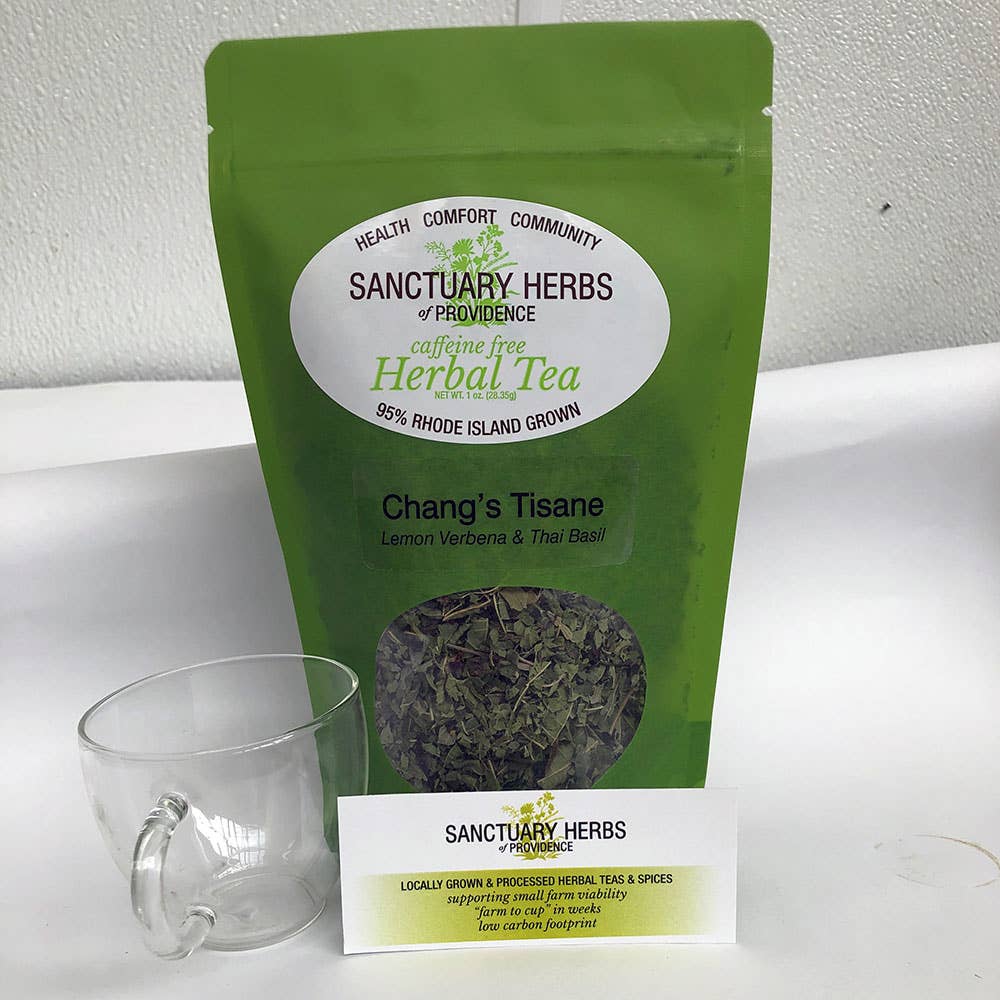 HEALTH COMFORT COMMUNITY
SANCTUARY HERBS
of PROVIDENCE
caffeine free
Herbal Tea
NET WT. 1 oz. (28.35g)
95% RHODE ISLAND GROWN
Chang's Tisane
Lemon Verbena & Thai Basil
SANCTUARY HERBS
of PROVIDENCE
LOCALLY GROWN & PROCESSED HERBAL TEAS & SPICES
supporting small farm viability
"farm to cup" in weeks
low carbon footprint